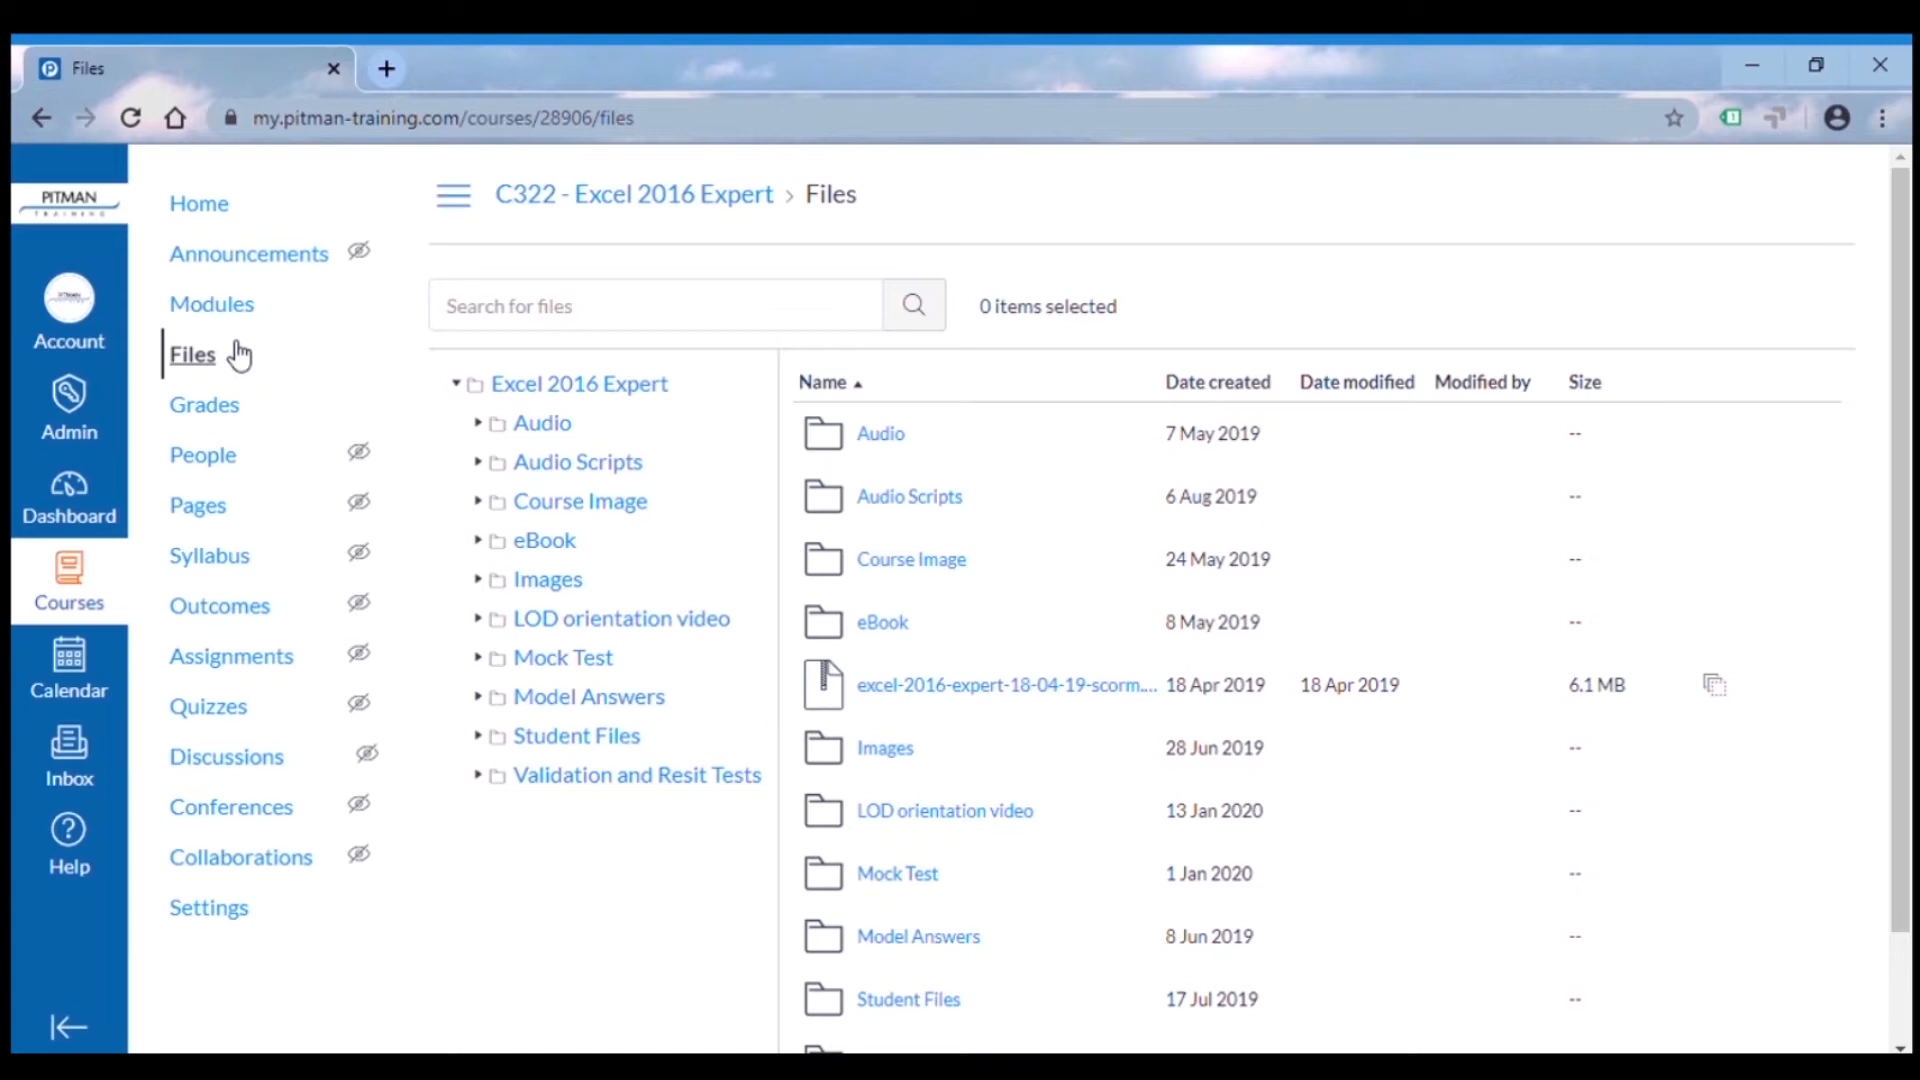 Files
my.pitman-training.com/courses/28906/files
PITMAN
TRAINING
Account
Admin
Dashboard
Courses
Calendar
Inbox
Help
Home
Announcements
Modules
Files
Grades
People
Pages
Syllabus
Outcomes
Assignments
Quizzes
Discussions
Conferences
Collaborations
Settings
C322 - Excel 2016 Expert › Files
Search for files
0 items selected
Excel 2016 Expert
Audio
Audio Scripts
Course Image
eBook
Images
LOD orientation video
Mock Test
Model Answers
Student Files
Validation and Resit Tests
Name Date created Date modified Modified by Size
Audio 7 May 2019 --
Audio Scripts 6 Aug 2019 --
Course Image 24 May 2019 --
eBook 8 May 2019 --
excel-2016-expert-18-04-19-scorm.... 18 Apr 2019 18 Apr 2019 6.1 MB
Images 28 Jun 2019 --
LOD orientation video 13 Jan 2020 --
Mock Test 1 Jan 2020 --
Model Answers 8 Jun 2019 --
Student Files 17 Jul 2019 --